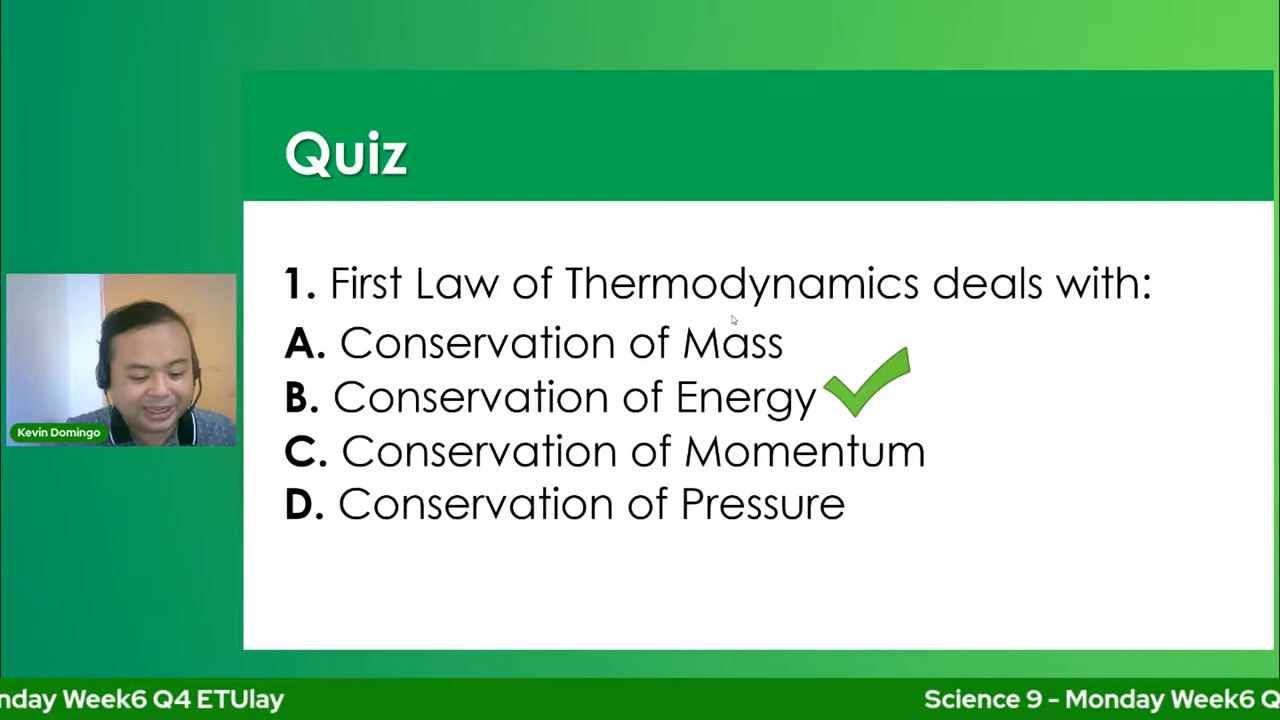 Quiz
1. First Law of Thermodynamics deals with:
A. Conservation of Mass
B. Conservation of Energy
C. Conservation of Momentum
D. Conservation of Pressure
Kevin Domingo
nday Week6 Q4 ETUlay
Science 9 - Monday Week6 Q